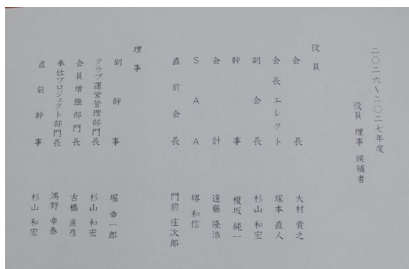 二〇二六〜二〇二七年度
役員 理事 候補者
役員
会長 大村 貴之
会長エレクト 塚本 直人
副会長 杉山 和宏
幹事 榎坂 純一
会計 遠藤 隆浩
SAA 堺 和信
直前会長 門前 庄次郎
理事
副幹事 堀 幸一郎
クラブ運営管理部門長 杉山 和宏
会員増強部門長 古橋 直彦
奉仕プロジェクト部門長 鴻野 幸泰
直前幹事 杉山 和宏